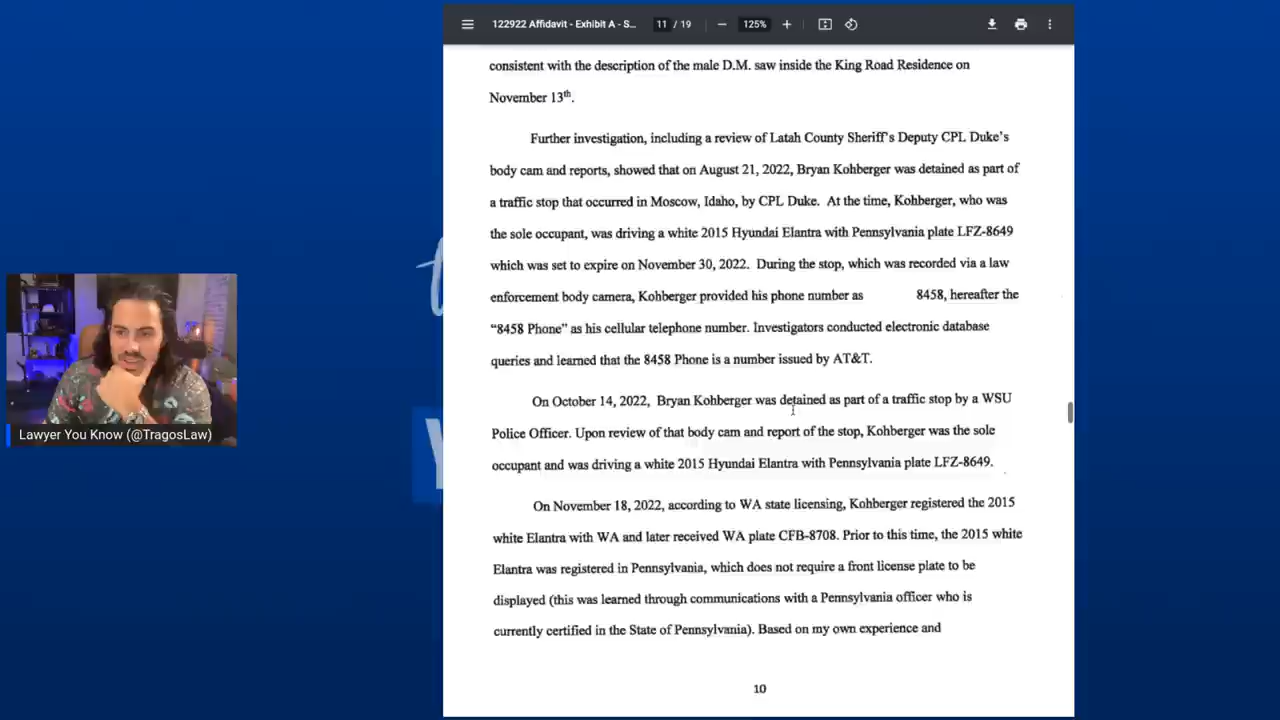 122922 Affidavit - Exhibit A - S... 11 / 19 125%
consistent with the description of the male D.M. saw inside the King Road Residence on
November 13th.
Further investigation, including a review of Latah County Sheriff's Deputy CPL Duke's
body cam and reports, showed that on August 21, 2022, Bryan Kohberger was detained as part of
a traffic stop that occurred in Moscow, Idaho, by CPL Duke. At the time, Kohberger, who was
the sole occupant, was driving a white 2015 Hyundai Elantra with Pennsylvania plate LFZ-8649
which was set to expire on November 30, 2022. During the stop, which was recorded via a law
enforcement body camera, Kohberger provided his phone number as 8458, hereafter the
"8458 Phone" as his cellular telephone number. Investigators conducted electronic database
queries and learned that the 8458 Phone is a number issued by AT&T.
On October 14, 2022, Bryan Kohberger was detained as part of a traffic stop by a WSU
Police Officer. Upon review of that body cam and report of the stop, Kohberger was the sole
occupant and was driving a white 2015 Hyundai Elantra with Pennsylvania plate LFZ-8649.
On November 18, 2022, according to WA state licensing, Kohberger registered the 2015
white Elantra with WA and later received WA plate CFB-8708. Prior to this time, the 2015 white
Elantra was registered in Pennsylvania, which does not require a front license plate to be
displayed (this was learned through communications with a Pennsylvania officer who is
currently certified in the State of Pennsylvania). Based on my own experience and
10
Lawyer You Know (@TragosLaw)